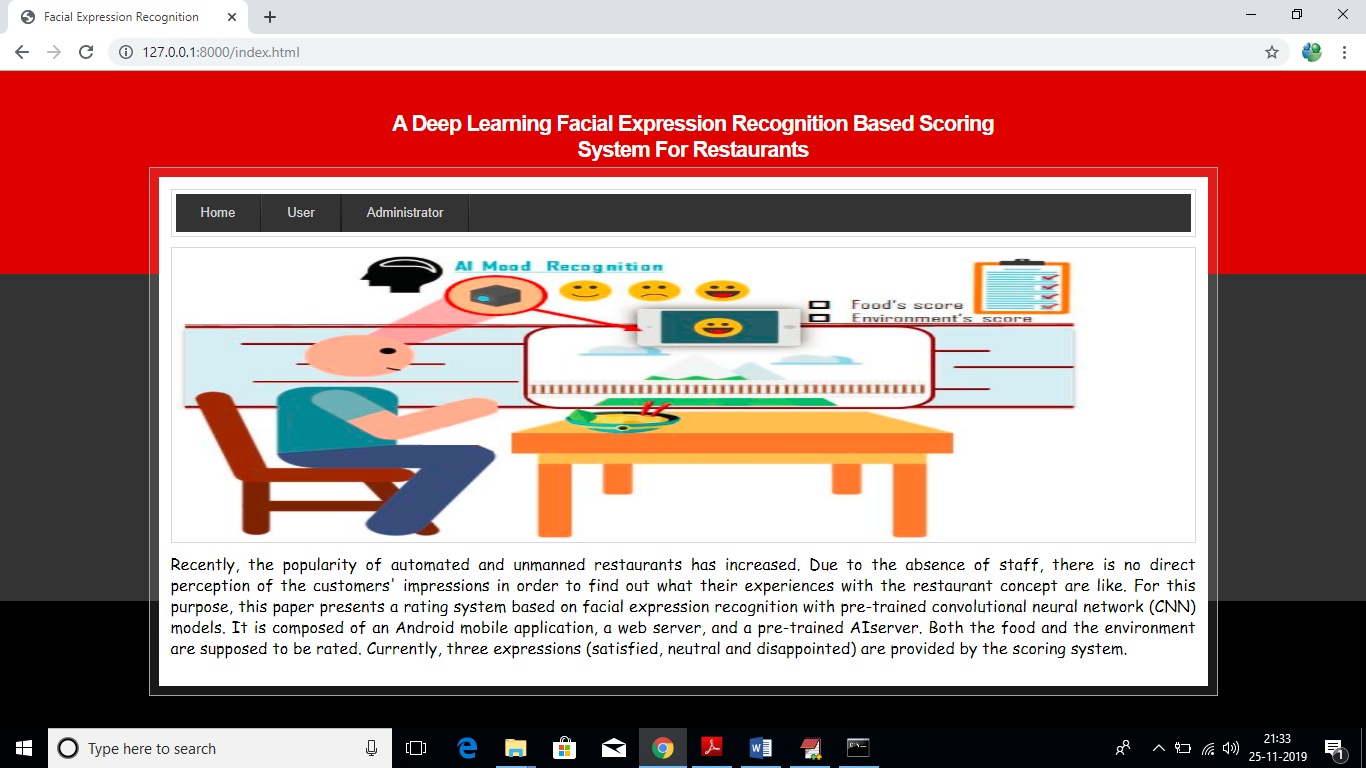 Facial Expression Recognition
127.0.0.1:8000/index.html
A Deep Learning Facial Expression Recognition Based Scoring
System For Restaurants
Home User Administrator
AI Mood Recognition
Food's score
Environment's score
Recently, the popularity of automated and unmanned restaurants has increased. Due to the absence of staff, there is no direct
perception of the customers' impressions in order to find out what their experiences with the restaurant concept are like. For this
purpose, this paper presents a rating system based on facial expression recognition with pre-trained convolutional neural network (CNN)
models. It is composed of an Android mobile application, a web server, and a pre-trained AIserver. Both the food and the environment
are supposed to be rated. Currently, three expressions (satisfied, neutral and disappointed) are provided by the scoring system.
Type here to search
21:33
25-11-2019
1